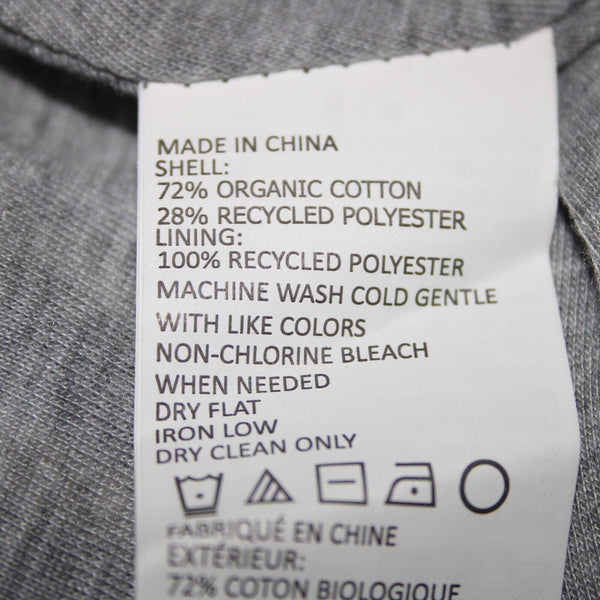 MADE IN CHINA
SHELL:
72% ORGANIC COTTON
28% RECYCLED POLYESTER
LINING:
100% RECYCLED POLYESTER
MACHINE WASH COLD GENTLE
WITH LIKE COLORS
NON-CHLORINE BLEACH
WHEN NEEDED
DRY FLAT
IRON LOW
DRY CLEAN ONLY
FABRIQUÉ EN CHINE
EXTÉRIEUR:
72% COTON BIOLOGIQUE